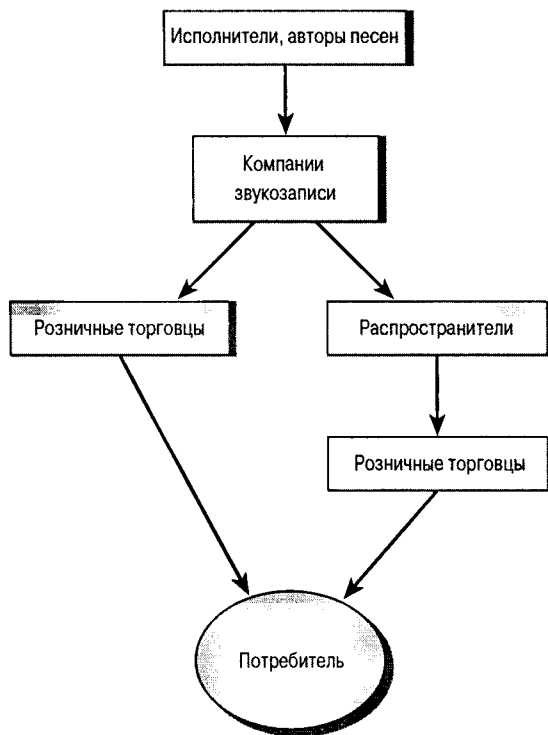 Исполнители, авторы песен
Компании
звукозаписи
Розничные торговцы
Распространители
Розничные торговцы
Потребитель